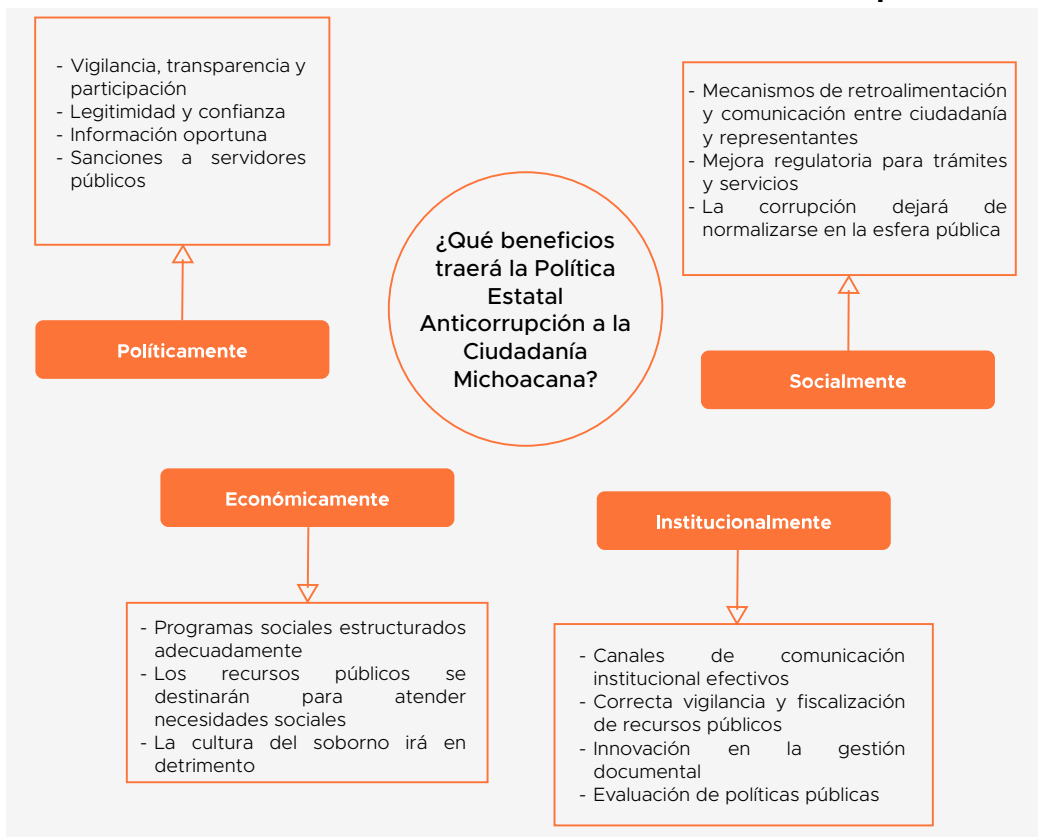 - Vigilancia, transparencia y
participación
- Legitimidad y confianza
- Información oportuna
- Sanciones a servidores
públicos
Políticamente
¿Qué beneficios
traerá la Política
Estatal
Anticorrupción a la
Ciudadanía
Michoacana?
- Mecanismos de retroalimentación
y comunicación entre ciudadanía
y representantes
- Mejora regulatoria para trámites
y servicios
- La corrupción dejará de
normalizarse en la esfera pública
Socialmente
Económicamente
- Programas sociales estructurados
adecuadamente
- Los recursos públicos se
destinarán para atender
necesidades sociales
- La cultura del soborno irá en
detrimento
Institucionalmente
- Canales de comunicación
institucional efectivos
- Correcta vigilancia y fiscalización
de recursos públicos
- Innovación en la gestión
documental
- Evaluación de políticas públicas